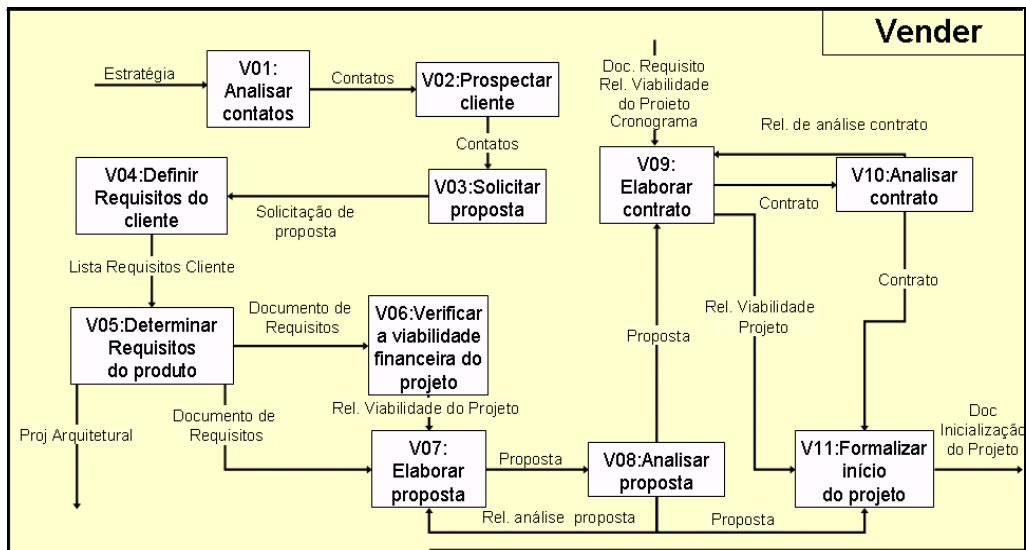 Vender
Estratégia
V01:
Analisar
contatos
Contatos
V02:Prospectar
cliente
Contatos
V03:Solicitar
proposta
Solicitação de
proposta
V04:Definir
Requisitos do
cliente
Lista Requisitos Cliente
V05:Determinar
Requisitos
do produto
Proj Arquitetural
Documento de
Requisitos
V06:Verificar
a viabilidade
financeira do
projeto
Documento de
Requisitos
Rel. Viabilidade do Projeto
V07:
Elaborar
proposta
Proposta
V08:Analisar
proposta
Rel. análise proposta
Proposta
Proposta
Doc. Requisito
Rel. Viabilidade
do Projeto
Cronograma
V09:
Elaborar
contrato
Rel. de análise contrato
Contrato
V10:Analisar
contrato
Contrato
Rel. Viabilidade
Projeto
V11:Formalizar
início
do projeto
Doc
Inicialização
do Projeto